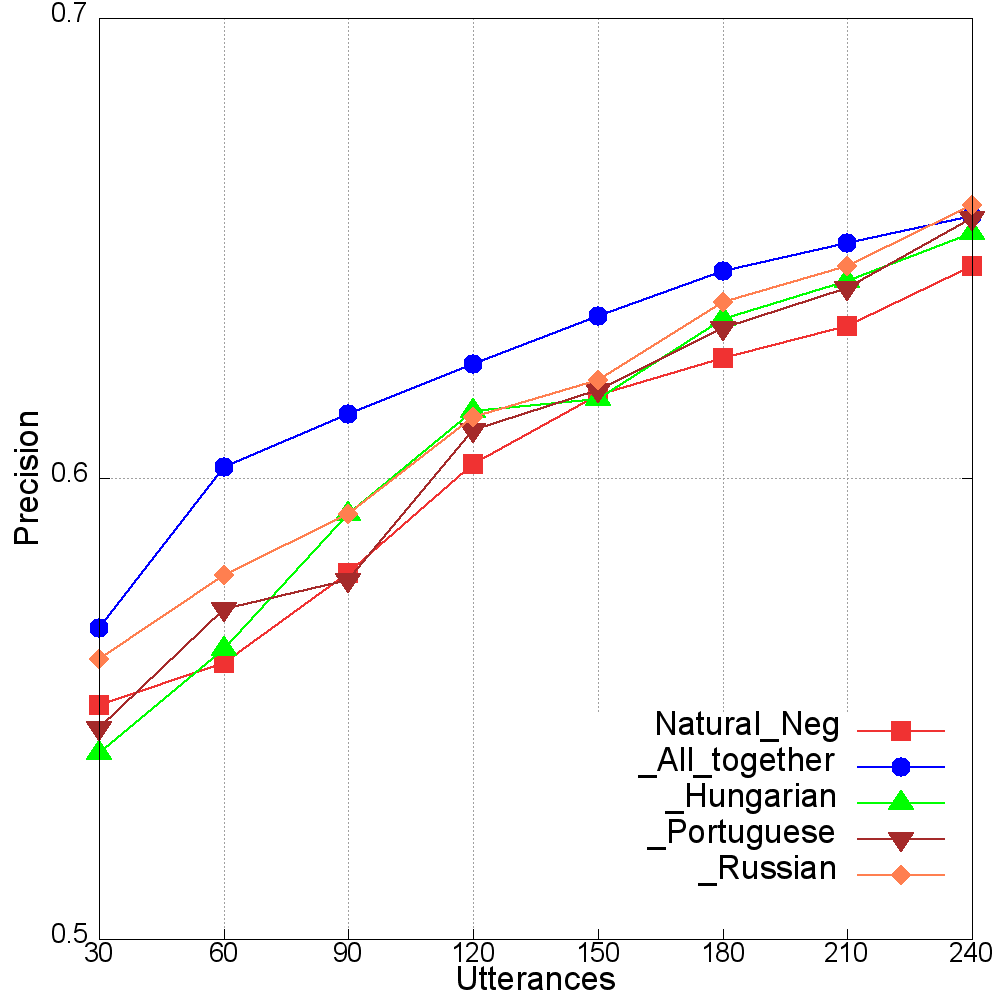 0.7
0.6
0.5
Precision
30 60 90 120 150 180 210 240
Utterances
Natural_Neg
_All_together
_Hungarian
_Portuguese
_Russian